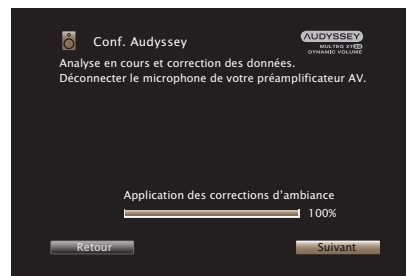 Conf. Audyssey
AUDYSSEY
MULTEQ XT32
DYNAMIC VOLUME
Analyse en cours et correction des données.
Déconnecter le microphone de votre préamplificateur AV.
Application des corrections d'ambiance
100%
Retour
Suivant